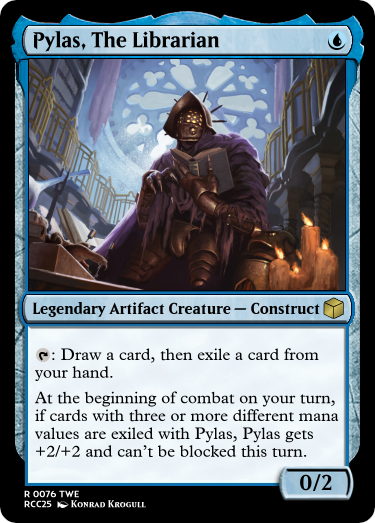 Pylas, The Librarian
Legendary Artifact Creature — Construct
: Draw a card, then exile a card from
your hand.
At the beginning of combat on your turn,
if cards with three or more different mana
values are exiled with Pylas, Pylas gets
+2/+2 and can't be blocked this turn.
0/2
R 0076 TWE
RCC25 Konrad Krogull